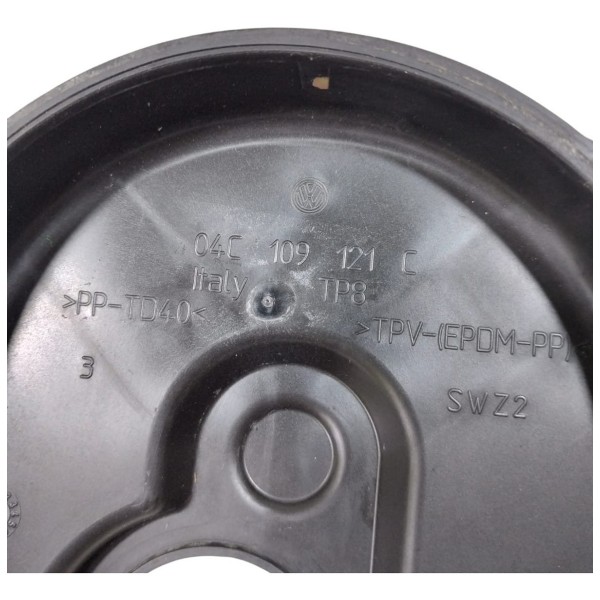 04C 109 121 C
Italy TP8
>PP-TD40<
>TPV-(EPDM-PP)
3
SWZ2